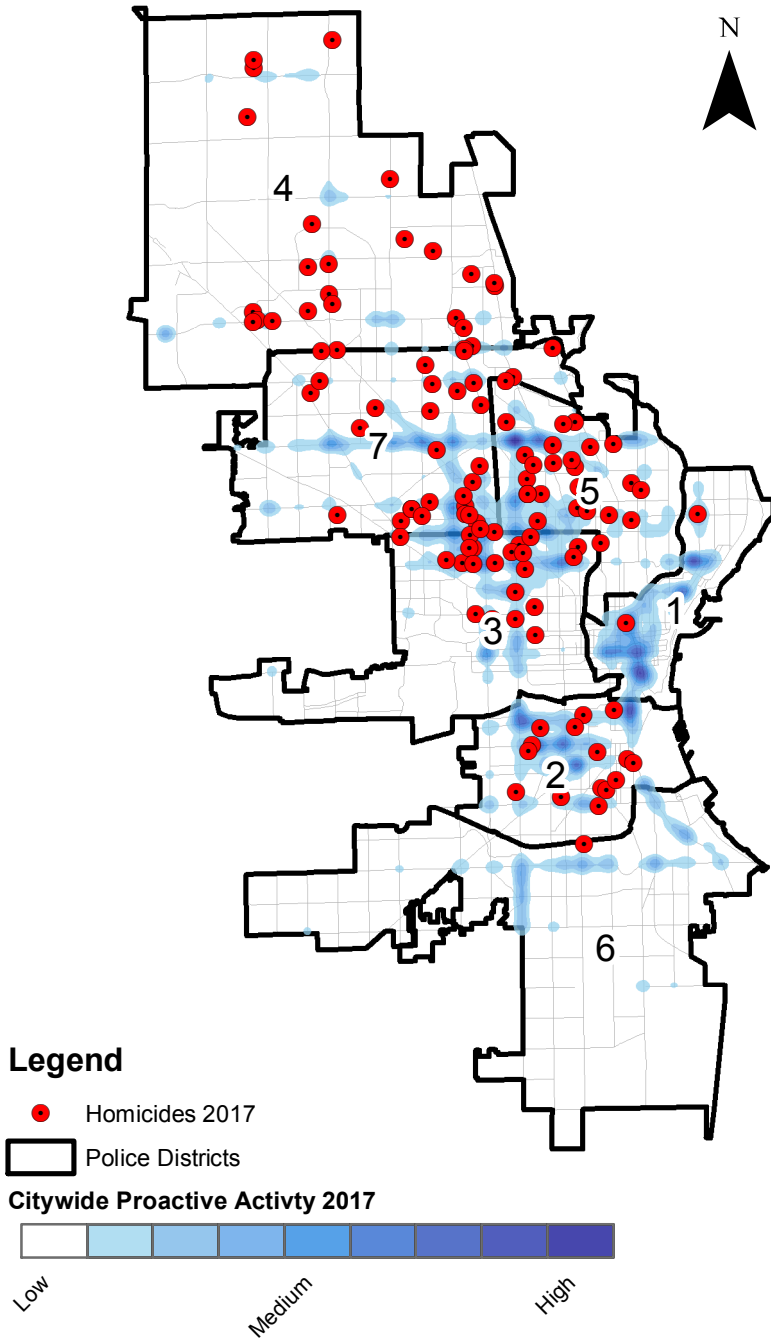 N
4
7
5
1
3
2
6
Legend
Homicides 2017
Police Districts
Citywide Proactive Activty 2017
Low
Medium
High